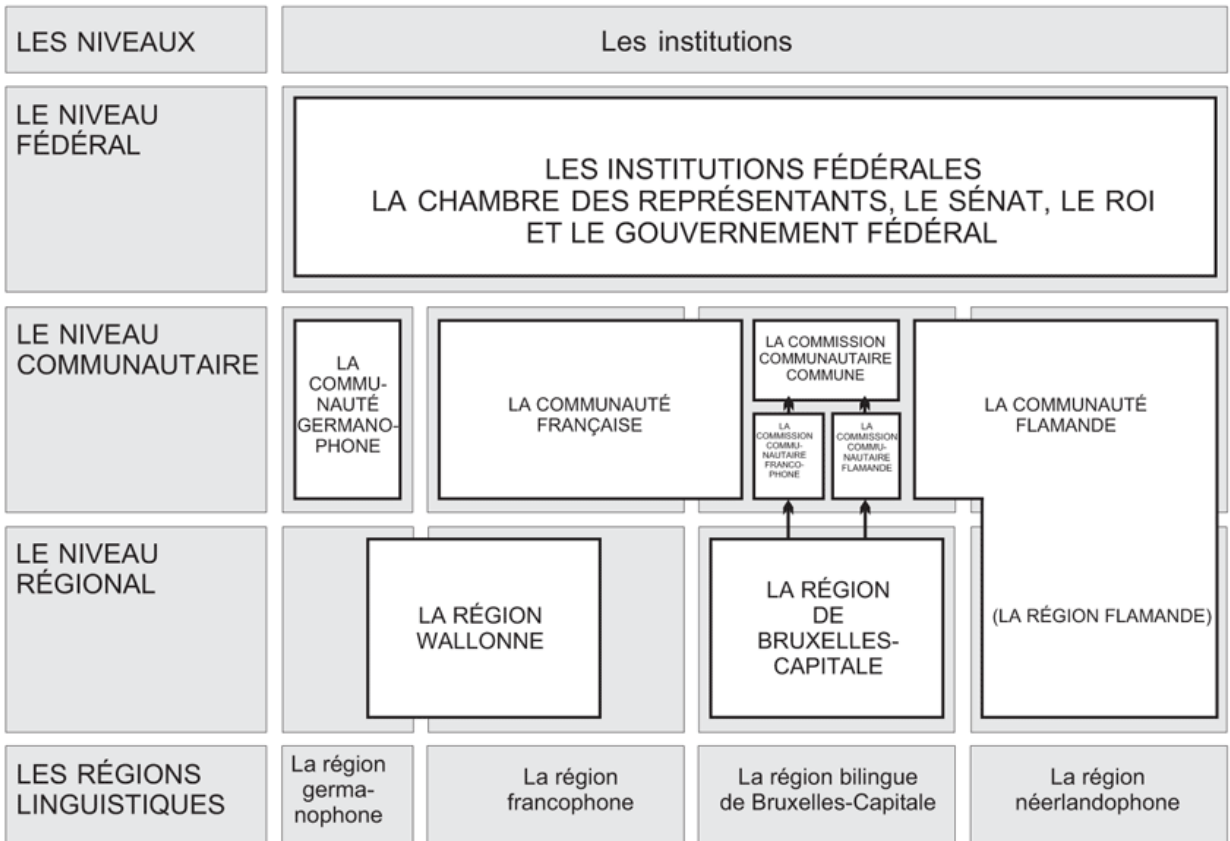 LES NIVEAUX
Les institutions
LE NIVEAU
FÉDÉRAL
LES INSTITUTIONS FÉDÉRALES
LA CHAMBRE DES REPRÉSENTANTS, LE SÉNAT, LE ROI
ET LE GOUVERNEMENT FÉDÉRAL
LE NIVEAU
COMMUNAUTAIRE
LA
COMMU-
NAUTÉ
GERMANO-
PHONE
LA COMMUNAUTÉ
FRANÇAISE
LA COMMISSION
COMMUNAUTAIRE
COMMUNE
LA
COMMISSION
COMMU-
NAUTAIRE
FRANCO-
PHONE
LA
COMMISSION
COMMU-
NAUTAIRE
FLAMANDE
LA COMMUNAUTÉ
FLAMANDE
LE NIVEAU
RÉGIONAL
LA RÉGION
WALLONNE
LA RÉGION
DE
BRUXELLES-
CAPITALE
(LA RÉGION FLAMANDE)
LES RÉGIONS
LINGUISTIQUES
La région
germa-
nophone
La région
francophone
La région bilingue
de Bruxelles-Capitale
La région
néerlandophone